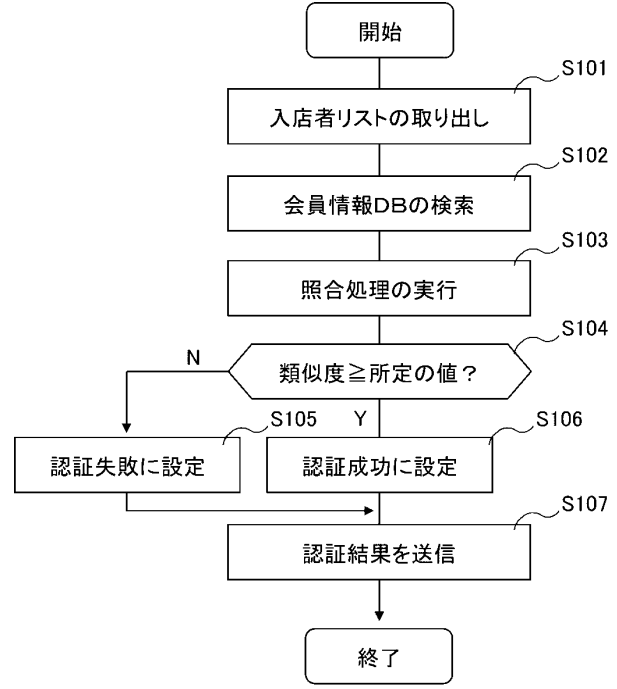 開始
S101
入店者リストの取り出し
S102
会員情報DBの検索
S103
照合処理の実行
S104
類似度≧所定の値?
N
Y
S105
認証失敗に設定
S106
認証成功に設定
S107
認証結果を送信
終了